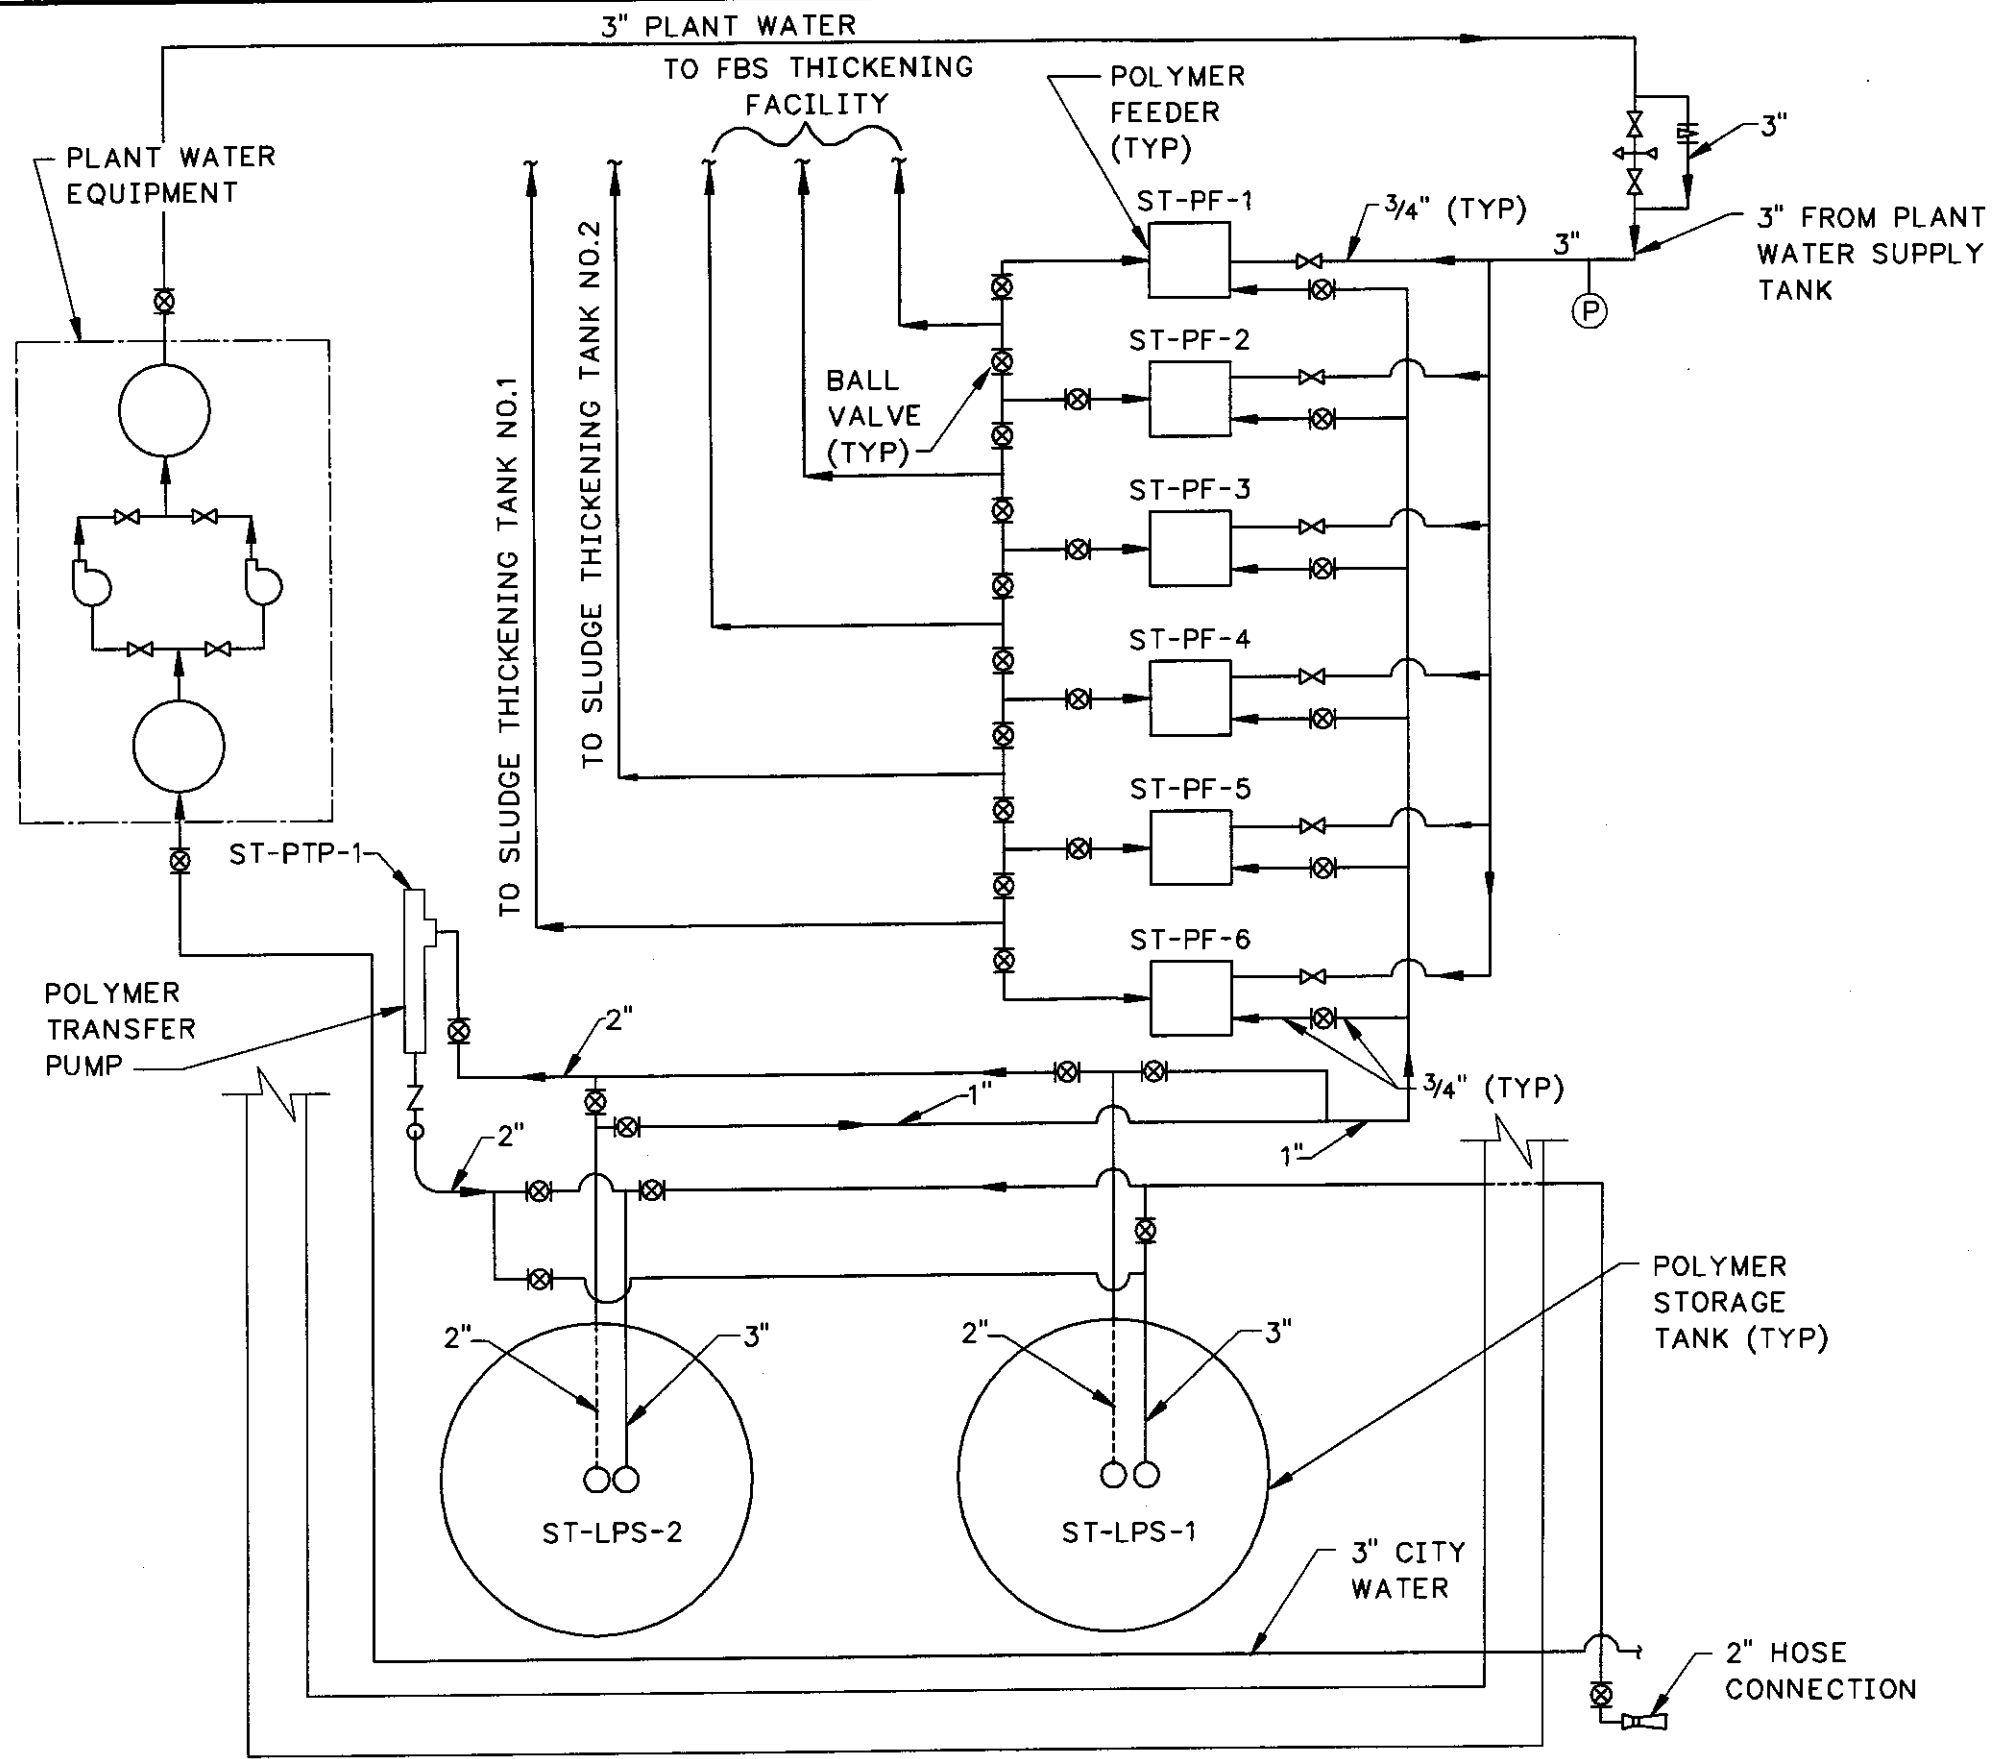 3" PLANT WATER
TO FBS THICKENING
FACILITY
POLYMER
FEEDER
(TYP)
3"
PLANT WATER
EQUIPMENT
ST-PF-1
3/4" (TYP)
3"
3" FROM PLANT
WATER SUPPLY
TANK
P
TO SLUDGE THICKENING TANK NO.1
TO SLUDGE THICKENING TANK NO.2
BALL
VALVE
(TYP)
ST-PF-2
ST-PF-3
ST-PF-4
ST-PF-5
ST-PF-6
ST-PTP-1
POLYMER
TRANSFER
PUMP
2"
1"
3/4" (TYP)
2"
1"
POLYMER
STORAGE
TANK (TYP)
2"
3"
2"
3"
ST-LPS-2
ST-LPS-1
3" CITY
WATER
2" HOSE
CONNECTION